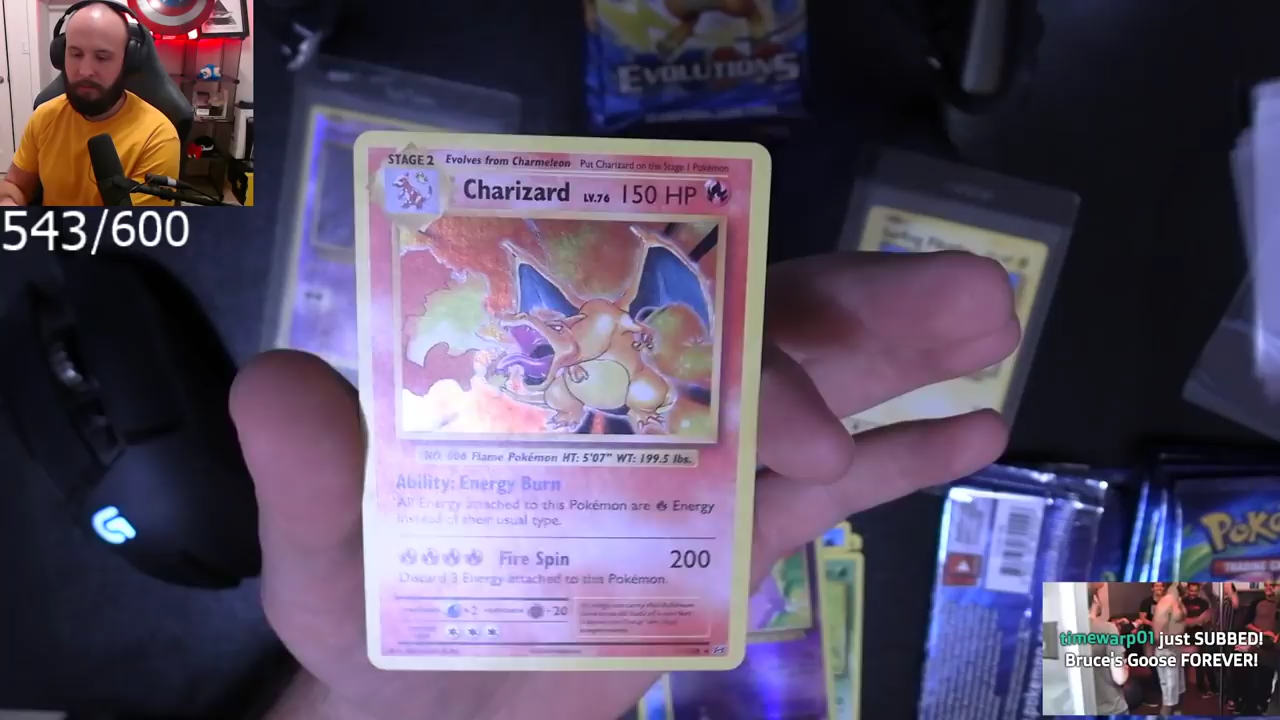 EVOLUTIONS
STAGE 2 Evolves from Charmeleon Put Charizard on the Stage 1 Pokémon
Charizard LV.76 150 HP
543/600
Surfing
NO. 006 Flame Pokémon HT: 5'07" WT: 199.5 lbs.
Ability: Energy Burn
All Energy attached to this Pokémon are Energy
instead of their usual type.
Fire Spin 200
Discard 3 Energy attached to this Pokémon.
×2 -20
timewarp01 just SUBBED!
Bruce's Goose FOREVER!